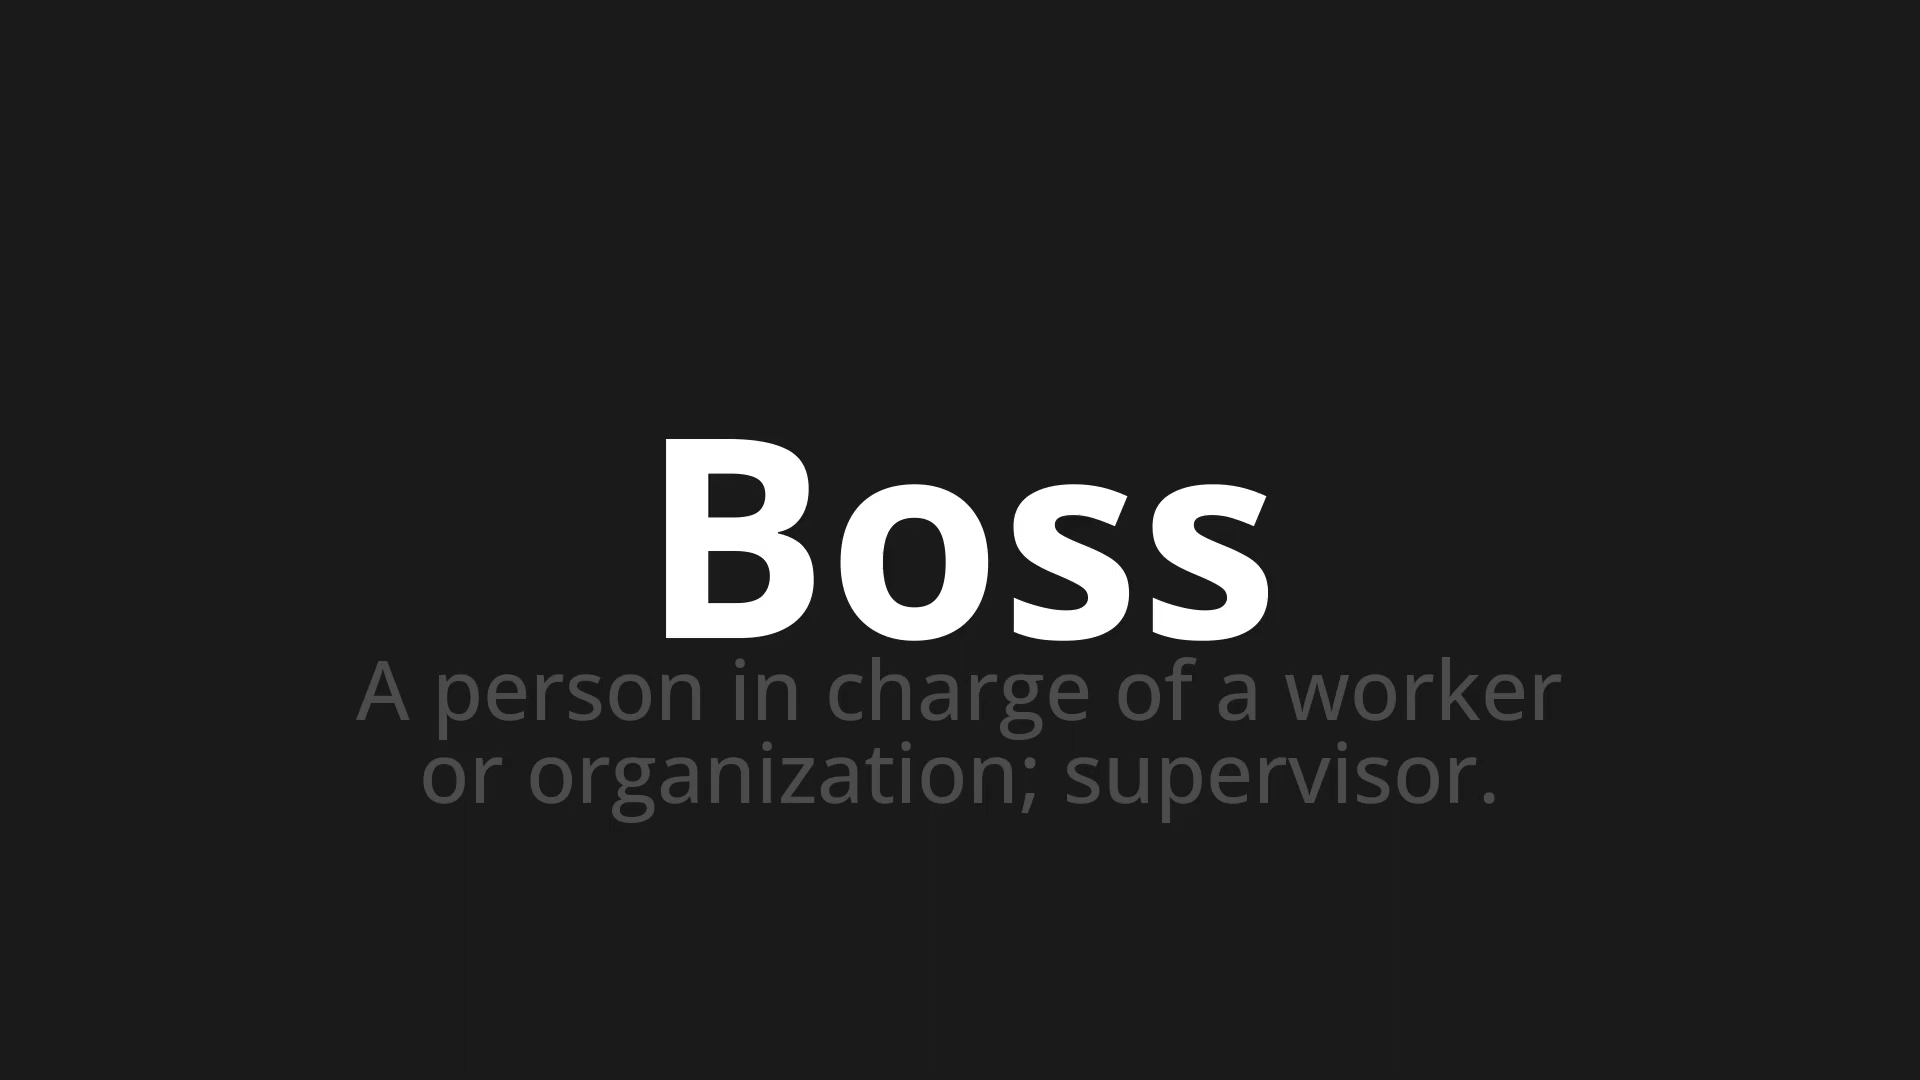 Boss
A person in charge of a worker
or organization; supervisor.